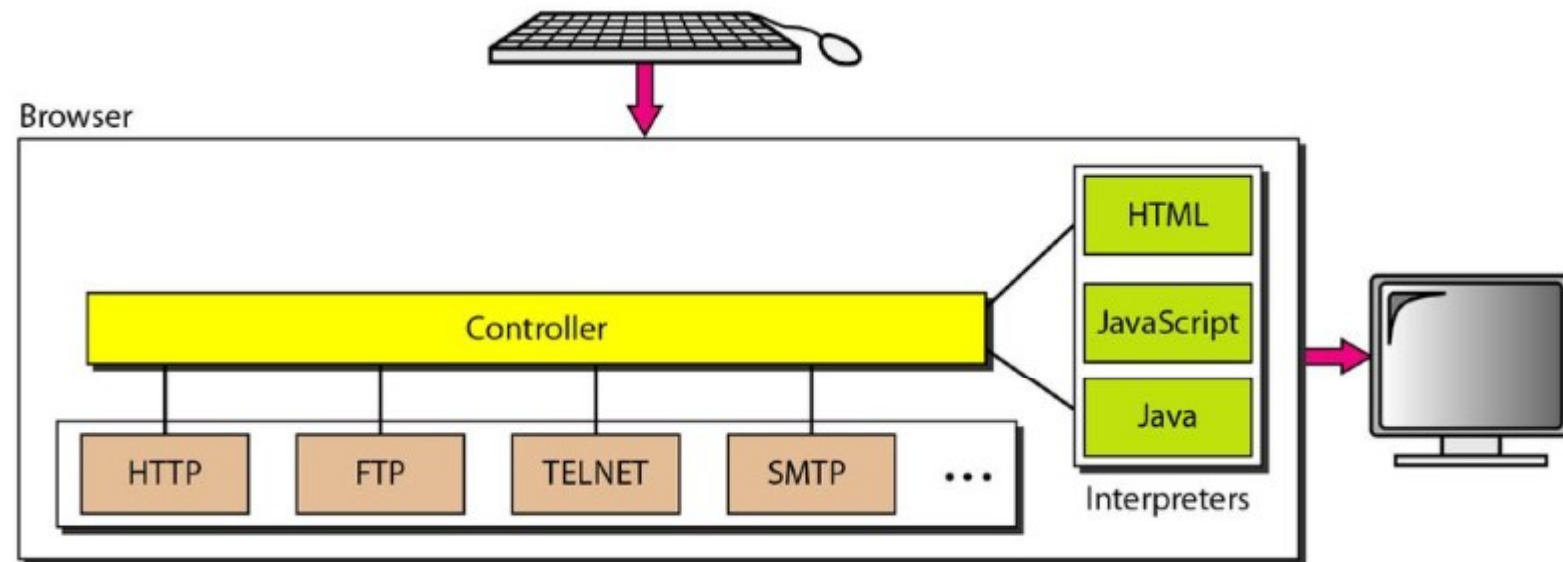 Browser
HTML
JavaScript
Controller
Java
HTTP FTP TELNET SMTP ...
Interpreters